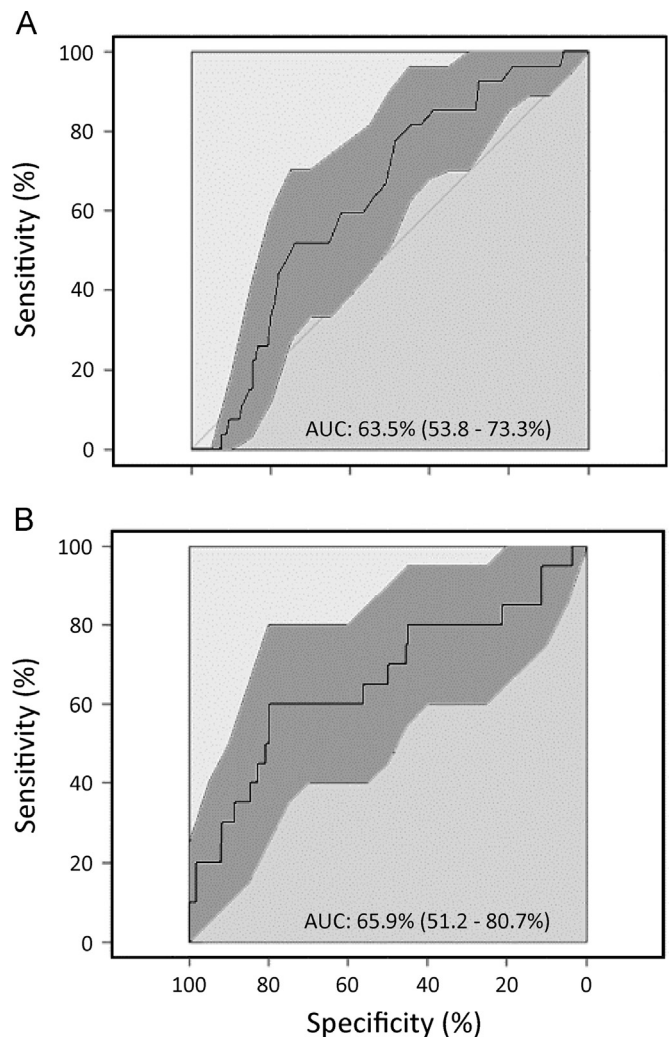 A
100
80
60
40
20
0
Sensitivity (%)
AUC: 63.5% (53.8 - 73.3%)
B
100
80
60
40
20
0
Sensitivity (%)
AUC: 65.9% (51.2 - 80.7%)
100 80 60 40 20 0
Specificity (%)